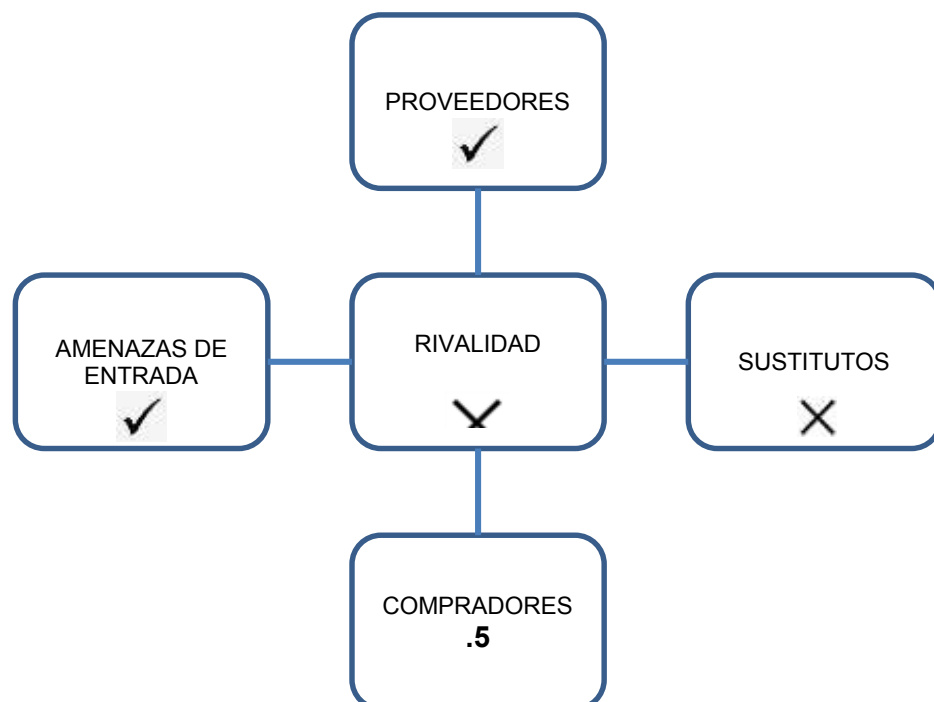 PROVEEDORES
AMENAZAS DE
ENTRADA
RIVALIDAD
SUSTITUTOS
COMPRADORES
.5